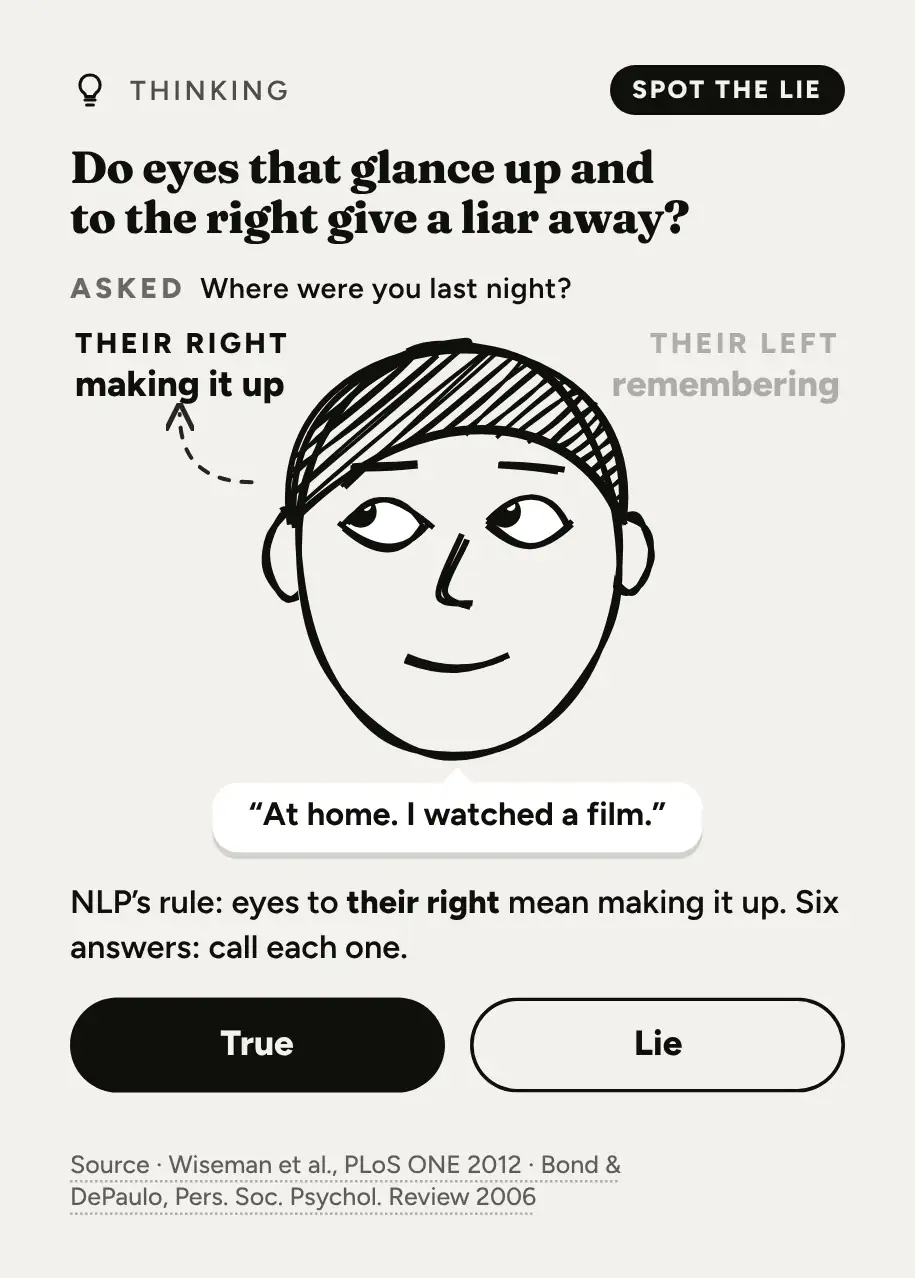 THINKING
SPOT THE LIE
Do eyes that glance up and
to the right give a liar away?
ASKED Where were you last night?
THEIR RIGHT
making it up
THEIR LEFT
remembering
“At home. I watched a film.”
NLP’s rule: eyes to their right mean making it up. Six
answers: call each one.
True
Lie
Source · Wiseman et al., PLoS ONE 2012 · Bond &
DePaulo, Pers. Soc. Psychol. Review 2006